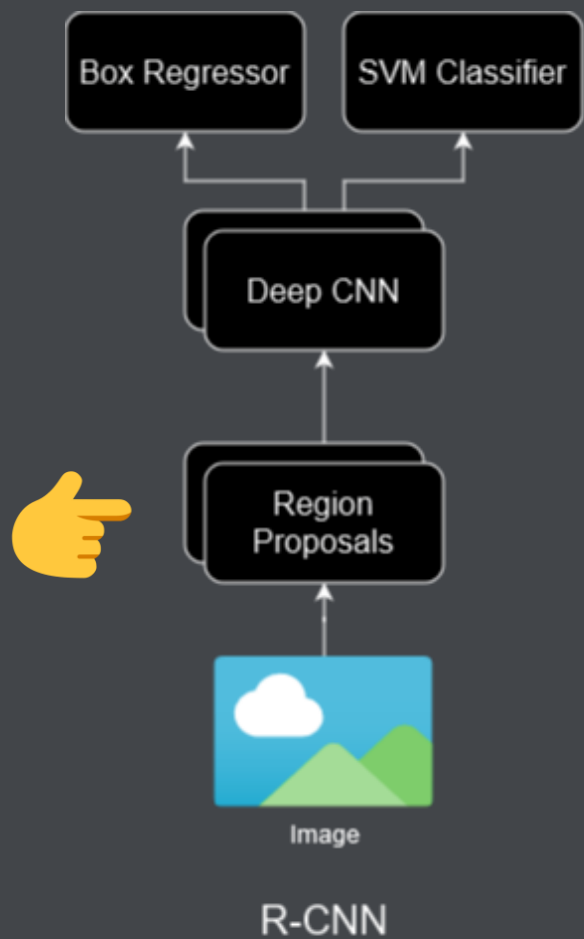 Box Regressor
SVM Classifier
Deep CNN
Region
Proposals
Image
R-CNN